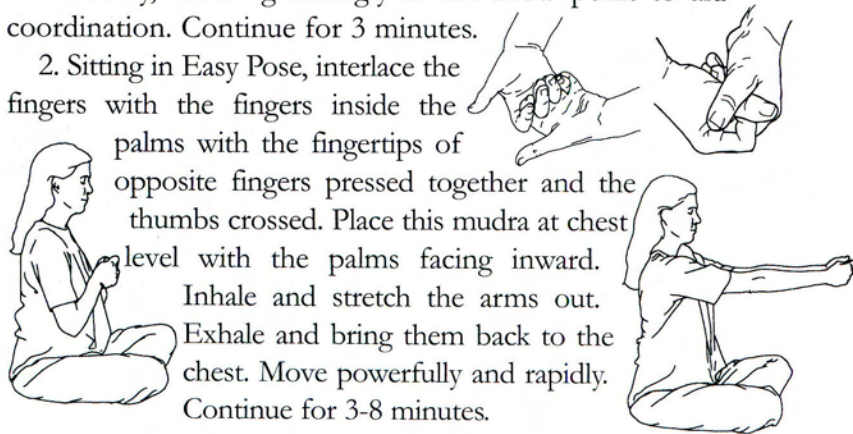 coordination. Continue for 3 minutes.
2. Sitting in Easy Pose, interlace the
fingers with the fingers inside the
palms with the fingertips of
opposite fingers pressed together and the
thumbs crossed. Place this mudra at chest
level with the palms facing inward.
Inhale and stretch the arms out.
Exhale and bring them back to the
chest. Move powerfully and rapidly.
Continue for 3-8 minutes.